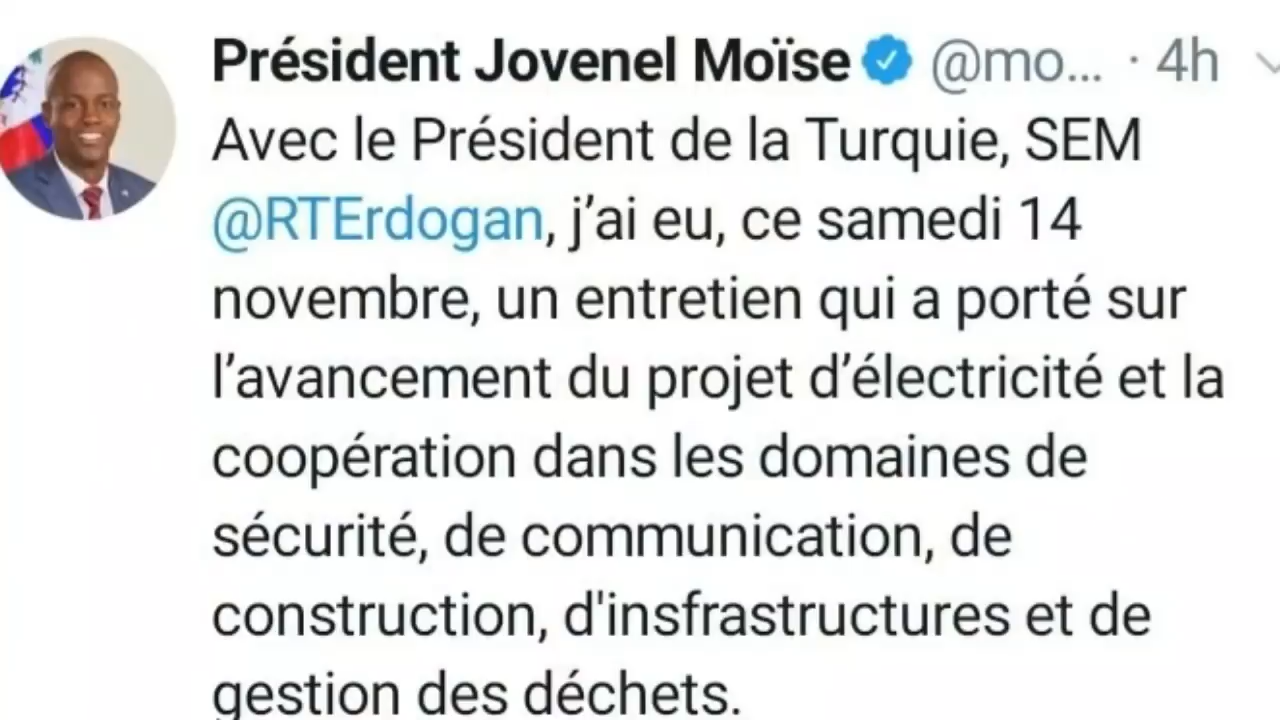 Président Jovenel Moïse @mo... · 4h
Avec le Président de la Turquie, SEM
@RTErdogan, j’ai eu, ce samedi 14
novembre, un entretien qui a porté sur
l’avancement du projet d’électricité et la
coopération dans les domaines de
sécurité, de communication, de
construction, d'insfrastructures et de
gestion des déchets.